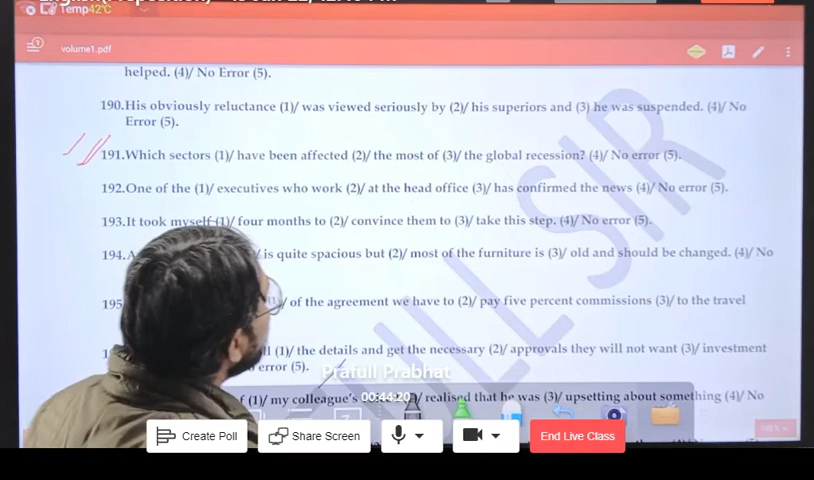 Temp42°C
volume1.pdf
helped. (4)/ No Error (5).
190.His obviously reluctance (1)/ was viewed seriously by (2)/ his superiors and (3) he was suspended. (4)/ No
Error (5).
191.Which sectors (1)/ have been affected (2)/ the most of (3)/ the global recession? (4)/ No error (5).
192.One of the (1)/ executives who work (2)/ at the head office (3)/ has confirmed the news (4)/ No error (5).
193.It took myself (1)/ four months to (2)/ convince them to (3)/ take this step. (4)/ No error (5).
194. / is quite spacious but (2)/ most of the furniture is (3)/ old and should be changed. (4)/ No
195 (1)/ of the agreement we have to (2)/ pay five percent commissions (3)/ to the travel
(1)/ the details and get the necessary (2)/ approvals they will not want (3)/ investment
error (5).
Prafull Prabhat
(1)/ my colleague's 00:44:20 / realised that he was (3)/ upsetting about something (4)/ No
Create Poll
Share Screen
End Live Class
SIR